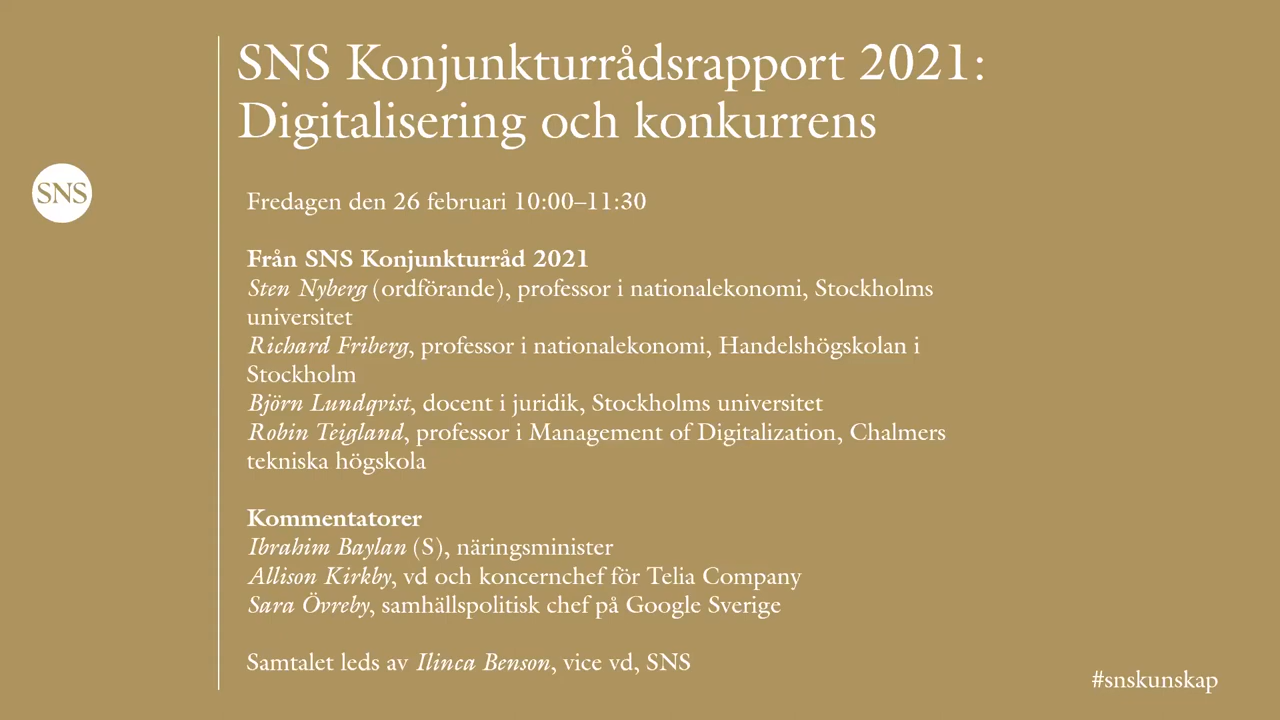 SNS Konjunkturrådsrapport 2021:
Digitalisering och konkurrens
SNS
Fredagen den 26 februari 10:00–11:30
Från SNS Konjunkturråd 2021
Sten Nyberg (ordförande), professor i nationalekonomi, Stockholms
universitet
Richard Friberg, professor i nationalekonomi, Handelshögskolan i
Stockholm
Björn Lundqvist, docent i juridik, Stockholms universitet
Robin Teigland, professor i Management of Digitalization, Chalmers
tekniska högskola
Kommentatorer
Ibrahim Baylan (S), näringsminister
Allison Kirkby, vd och koncernchef för Telia Company
Sara Övreby, samhällspolitisk chef på Google Sverige
Samtalet leds av Ilinca Benson, vice vd, SNS
#snskunskap